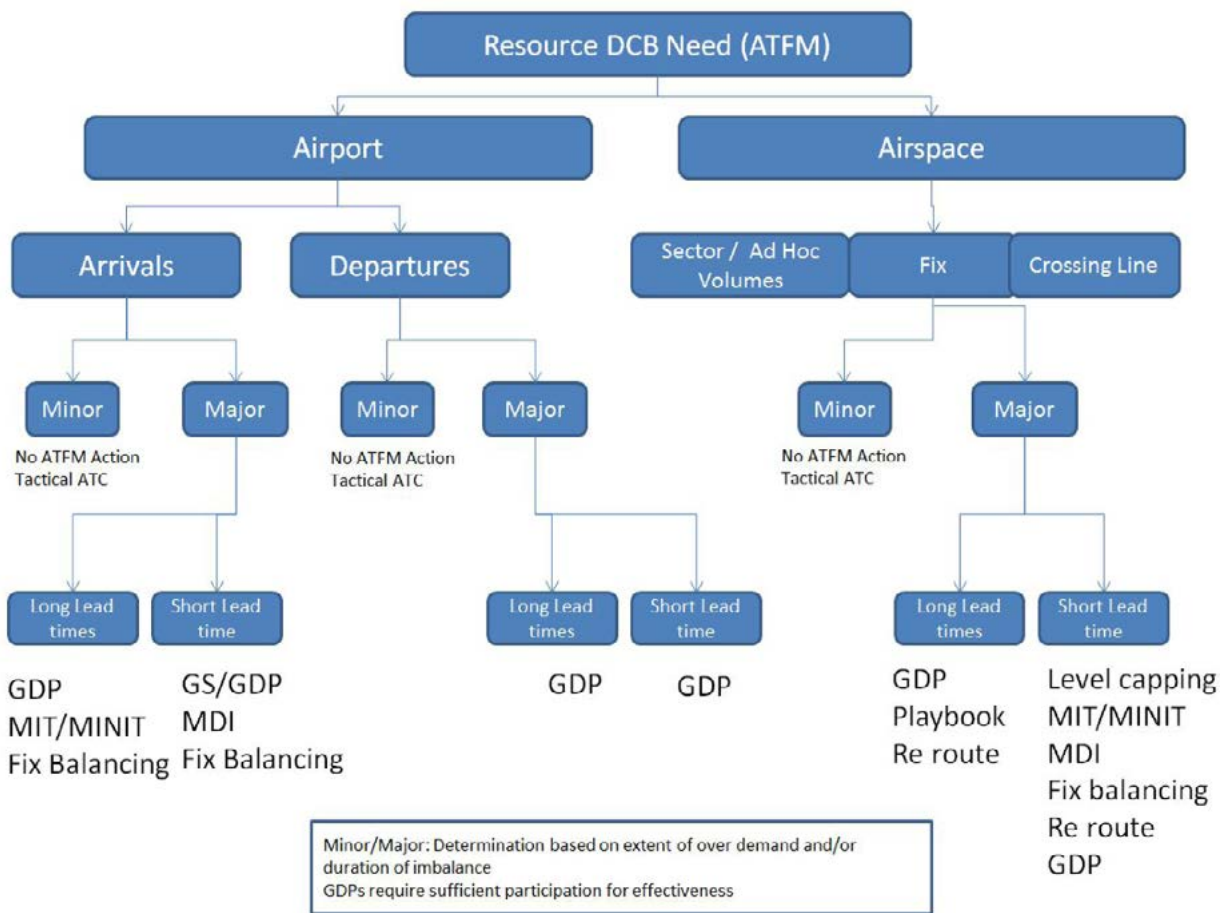 Resource DCB Need (ATFM)
Airport
Airspace
Arrivals
Departures
Sector / Ad Hoc
Volumes
Fix
Crossing Line
Minor
Major
Minor
Major
Minor
Major
No ATFM Action
Tactical ATC
No ATFM Action
Tactical ATC
No ATFM Action
Tactical ATC
Long Lead
times
Short Lead
time
Long Lead
times
Short Lead
time
Long Lead
times
Short Lead
time
GDP
MIT/MINIT
Fix Balancing
GS/GDP
MDI
Fix Balancing
GDP
GDP
GDP
Playbook
Re route
Level capping
MIT/MINIT
MDI
Fix balancing
Re route
GDP
Minor/Major: Determination based on extent of over demand and/or
duration of imbalance
GDPs require sufficient participation for effectiveness